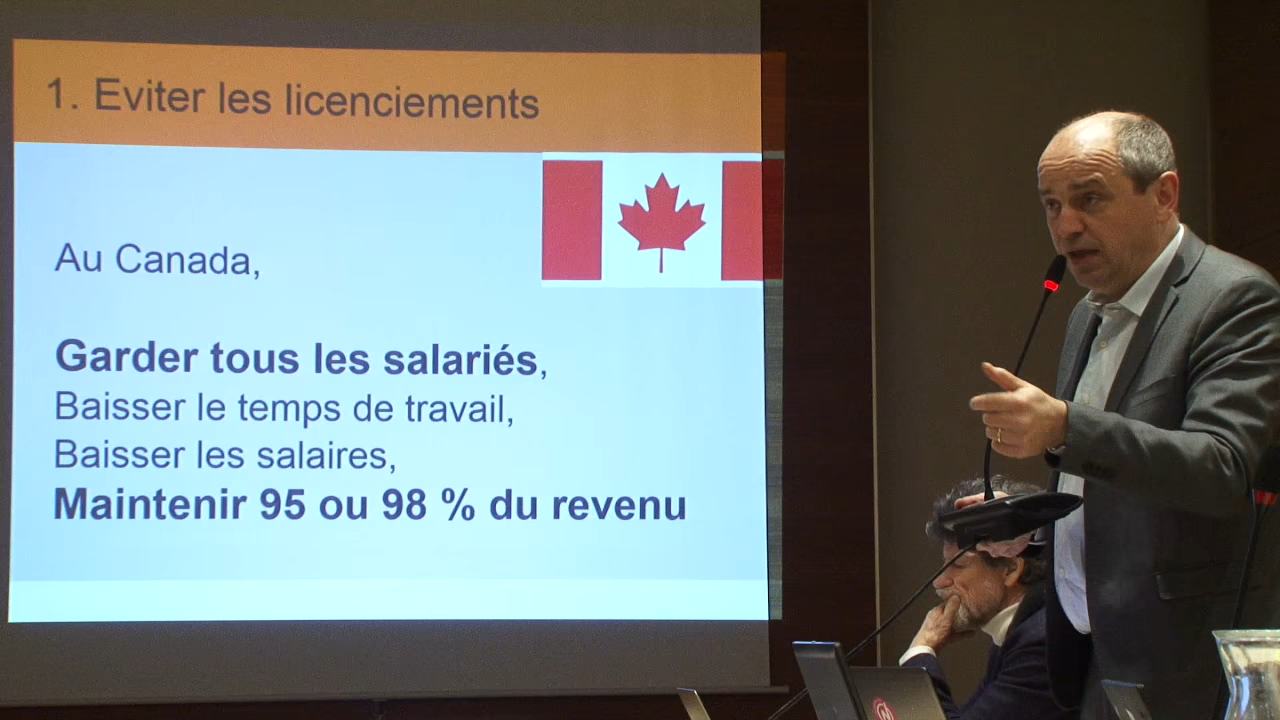 1. Eviter les licenciements
Au Canada,
Garder tous les salariés,
Baisser le temps de travail,
Baisser les salaires,
Maintenir 95 ou 98 % du revenu